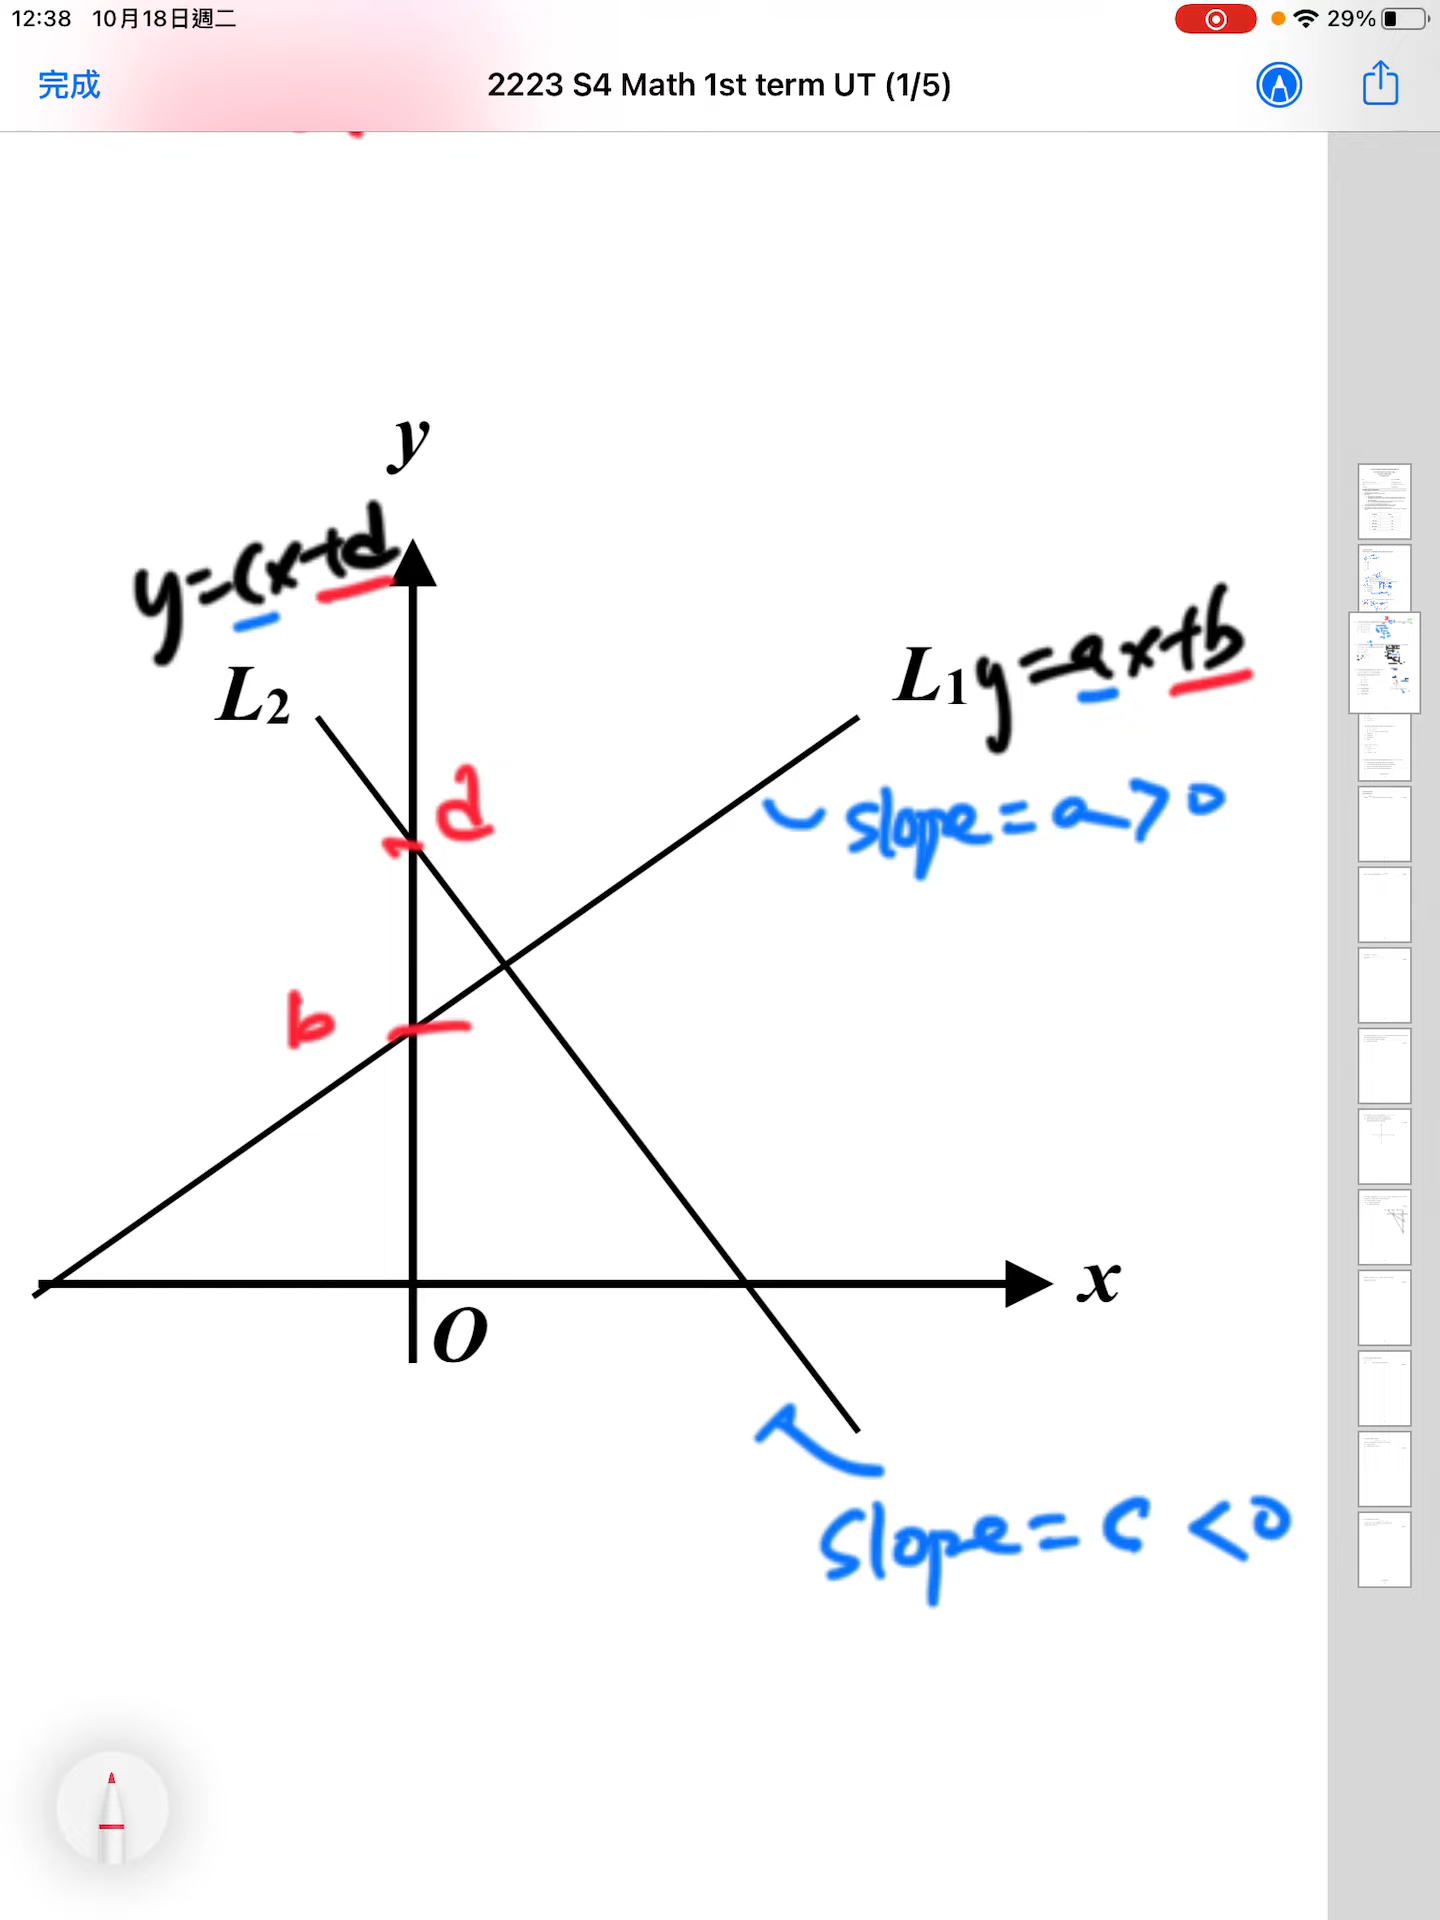 12:38 10月18日週二 29%
完成 2223 S4 Math 1st term UT (1/5)
y
y=cx+d
L2
L1 y=ax+b
d
slope=a>0
b
x
O
slope=c<0